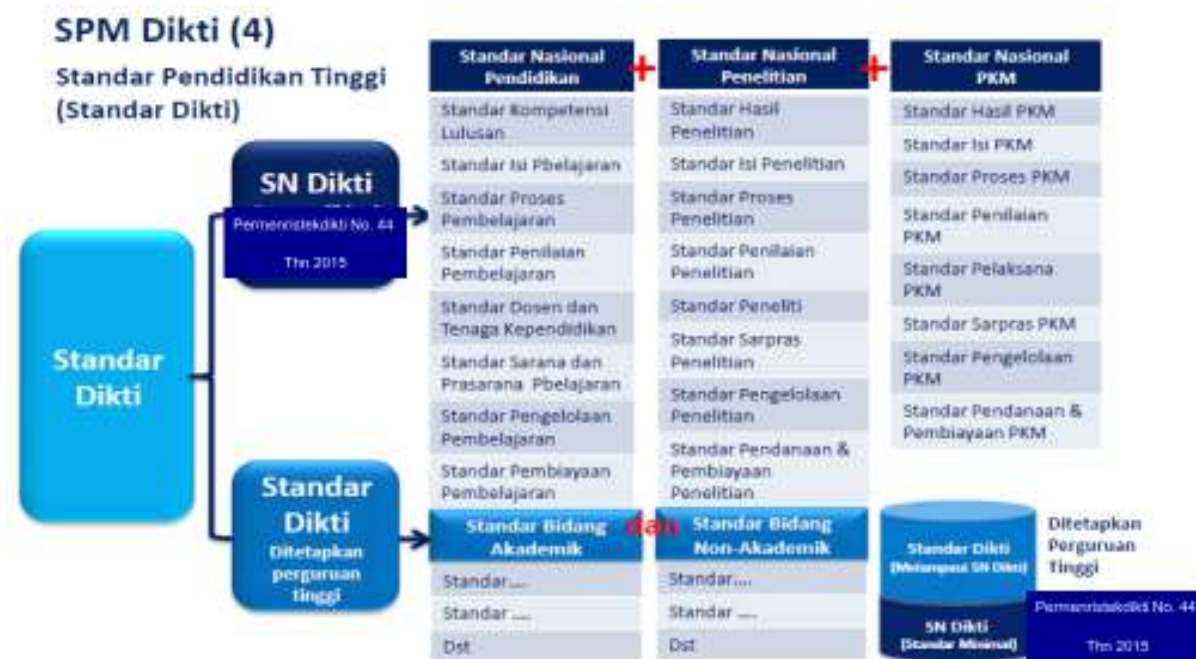 SPM Dikti (4)
Standar Pendidikan Tinggi
(Standar Dikti)
Standar
Dikti
SN Dikti
Permenristekdikti No. 44
Thn 2015
Standar
Dikti
Ditetapkan
perguruan
tinggi
Standar Nasional
Pendidikan
Standar Kompetensi
Lulusan
Standar Isi Pbelajaran
Standar Proses
Pembelajaran
Standar Penilaian
Pembelajaran
Standar Dosen dan
Tenaga Kependidikan
Standar Sarana dan
Prasarana Pbelajaran
Standar Pengelolaan
Pembelajaran
Standar Pembiayaan
Pembelajaran
+
Standar Nasional
Penelitian
Standar Hasil
Penelitian
Standar Isi Penelitian
Standar Proses
Penelitian
Standar Penilaian
Penelitian
Standar Peneliti
Standar Sarpras
Penelitian
Standar Pengelolaan
Penelitian
Standar Pendanaan &
Pembiayaan
Penelitian
+
Standar Nasional
PKM
Standar Hasil PKM
Standar Isi PKM
Standar Proses PKM
Standar Penilaian
PKM
Standar Pelaksana
PKM
Standar Sarpras PKM
Standar Pengelolaan
PKM
Standar Pendanaan &
Pembiayaan PKM
Standar Bidang
Akademik
Standar....
Standar ....
Dst
dan
Standar Bidang
Non-Akademik
Standar....
Standar ....
Dst
Standar Dikti
(Melampaui SN Dikti)
SN Dikti
(Standar Minimal)
Ditetapkan
Perguruan
Tinggi
Permenristekdikti No. 44
Thn 2015